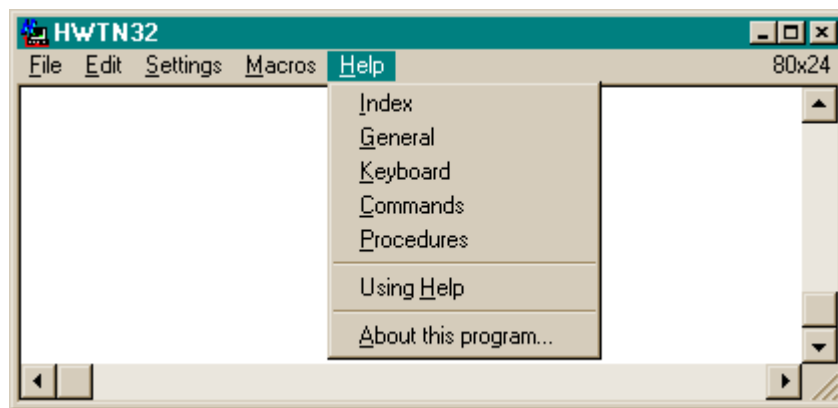 HWTN32
File Edit Settings Macros Help 80x24
Index
General
Keyboard
Commands
Procedures
Using Help
About this program...